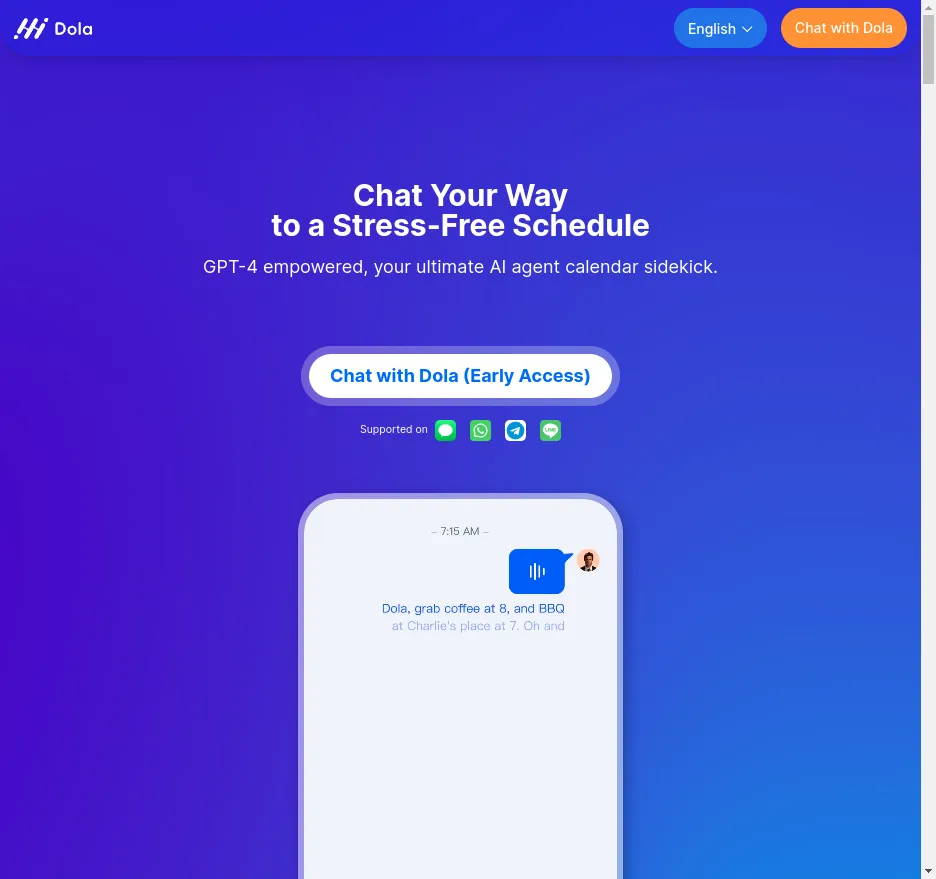 Dola
English
Chat with Dola
Chat Your Way
to a Stress-Free Schedule
GPT-4 empowered, your ultimate AI agent calendar sidekick.
Chat with Dola (Early Access)
Supported on
LINE
– 7:15 AM –
Dola, grab coffee at 8, and BBQ
at Charlie's place at 7. Oh and